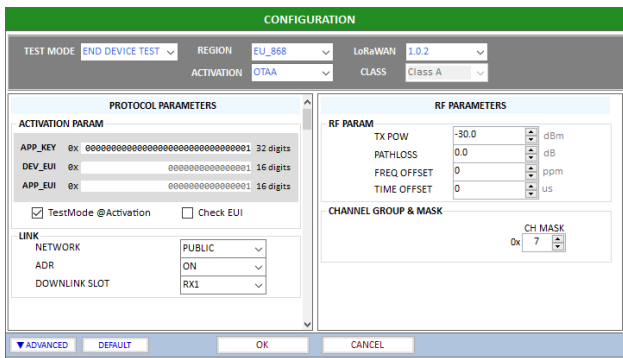 CONFIGURATION
TEST MODE END DEVICE TEST REGION EU_868 LoRaWAN 1.0.2
ACTIVATION OTAA CLASS Class A
PROTOCOL PARAMETERS
ACTIVATION PARAM
APP_KEY 0x 00000000000000000000000000000001 32 digits
DEV_EUI 0x 0000000000000001 16 digits
APP_EUI 0x 0000000000000001 16 digits
TestMode @Activation Check EUI
LINK
NETWORK PUBLIC
ADR ON
DOWNLINK SLOT RX1
RF PARAMETERS
RF PARAM
TX POW -30.0 dBm
PATHLOSS 0.0 dB
FREQ OFFSET 0 ppm
TIME OFFSET 0 us
CHANNEL GROUP & MASK
CH MASK
0x 7
▼ADVANCED DEFAULT OK CANCEL